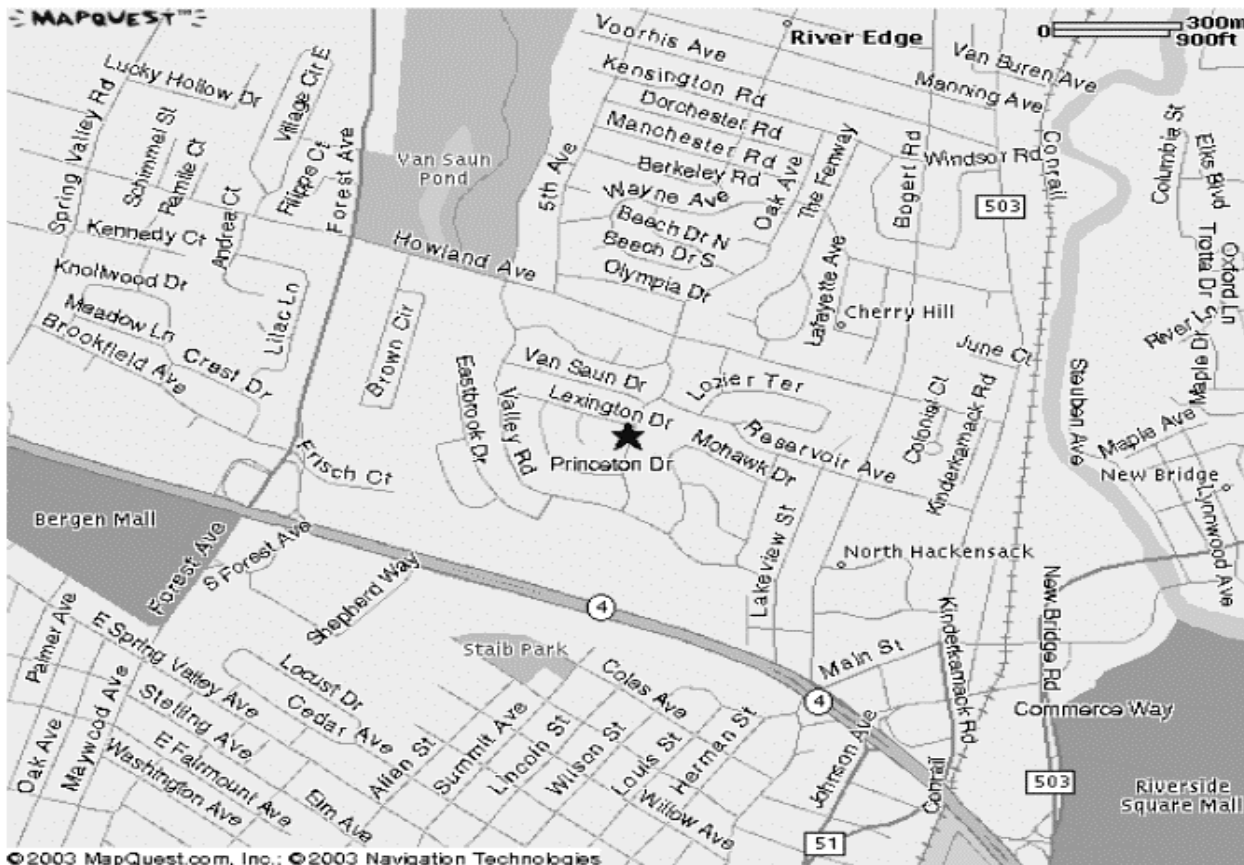 MAPQUEST
300m
0
900ft
River Edge
Voorhis Ave
Van Buren Ave
Manning Ave
Lucky Hollow Dr
Village Cir E
Kensington Rd
Dorchester Rd
Manchester Rd
Berkeley Rd
Wayne Ave
Beech Dr N
Beech Dr S
Olympia Dr
Oak Ave
The Fenway
Bogert Rd
Windsor Rd
Conrail
503
Columbia St
Elks Blvd
Trotta Dr
Oxford Ln
Spring Valley Rd
Schimmel St
Pamille Ct
Andrea Ct
Filippe Ct
Forest Ave
Van Saun
Pond
5th Ave
Howland Ave
Kennedy Ct
Knollwood Dr
Meadow Ln
Crest Dr
Brookfield Ave
Lilac Ln
Brown Cir
Lafayette Ave
Cherry Hill
June Ct
River Ln
Maple Dr
Maple Ave
Steuben Ave
New Bridge
Lynnwood Ave
Van Saun Dr
Lexington Dr
Lozier Ter
Reservoir Ave
Mohawk Dr
Princeton Dr
Eastbrook Dr
Valley Rd
Colonial Ct
Kinderkamack Rd
Frisch Ct
Bergen Mall
Forest Ave
S Forest Ave
Shepherd Way
4
Lakeview St
North Hackensack
Kinderkamack Rd
New Bridge Rd
Main St
4
Commerce Way
Staib Park
Colas Ave
Palmer Ave
E Spring Valley Ave
Locust Dr
Cedar Ave
Stelling Ave
E Fairmount Ave
Washington Ave
Oak Ave
Maywood Ave
Elm Ave
Allen St
Summit Ave
Lincoln St
Wilson St
Louis St
Herman St
Willow Ave
Johnson Ave
Conrail
51
503
Riverside
Square Mall
©2003 MapQuest.com, Inc.; ©2003 Navigation Technologies